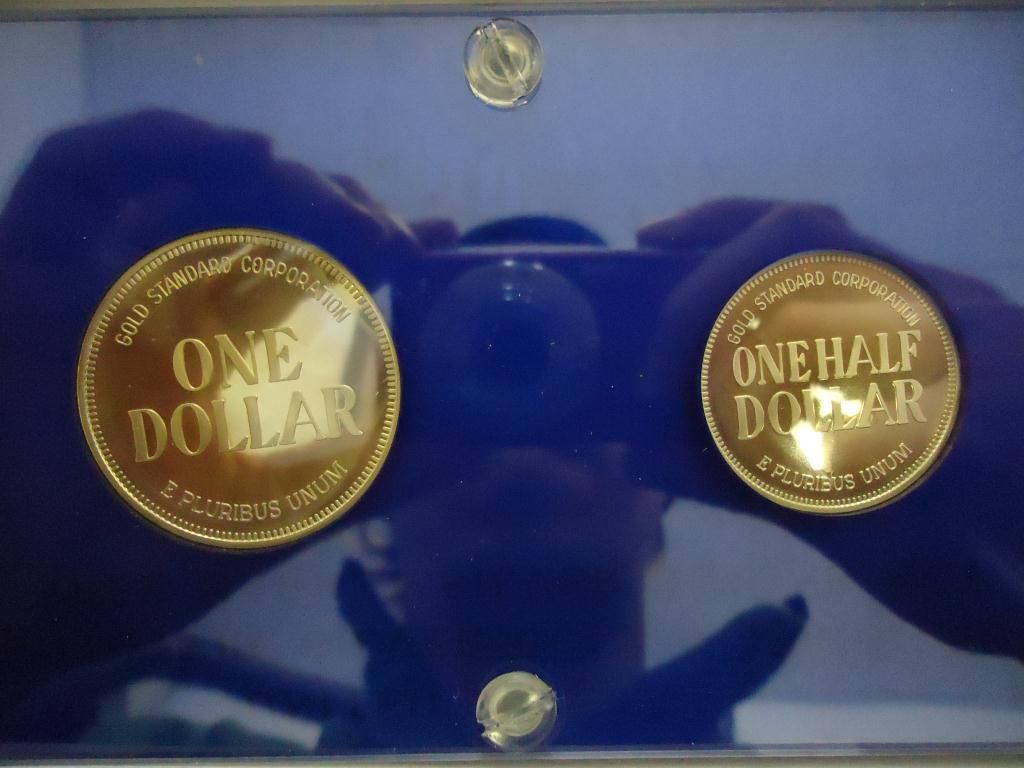 GOLD STANDARD CORPORATION
ONE
DOLLAR
E PLURIBUS UNUM
GOLD STANDARD CORPORATION
ONE HALF
DOLLAR
E PLURIBUS UNUM